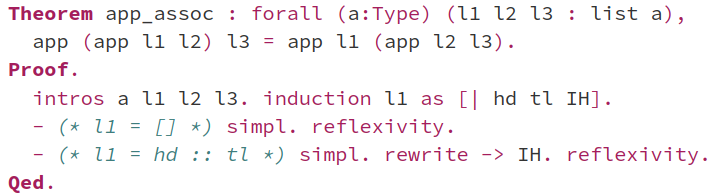 Theorem app_assoc : forall (a:Type) (l1 l2 l3 : list a),
  app (app l1 l2) l3 = app l1 (app l2 l3).
Proof.
  intros a l1 l2 l3. induction l1 as [| hd tl IH].
  - (* l1 = [] *) simpl. reflexivity.
  - (* l1 = hd :: tl *) simpl. rewrite -> IH. reflexivity.
Qed.